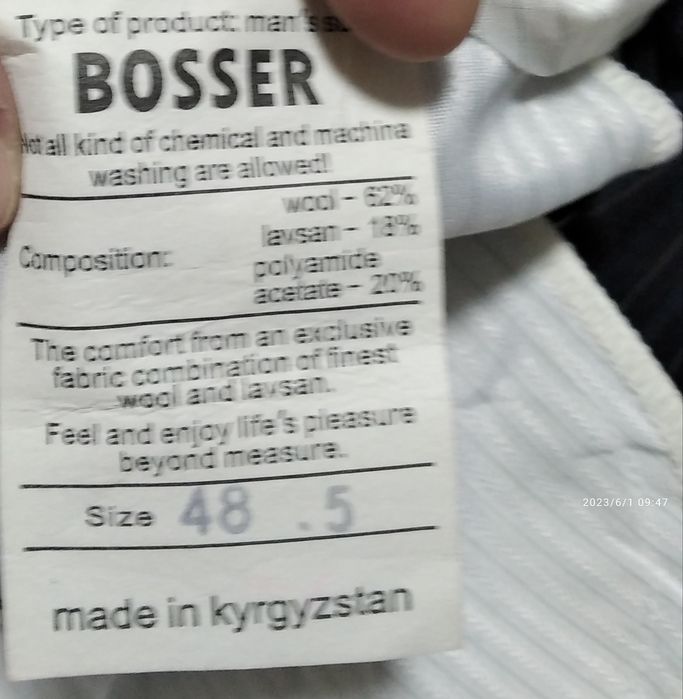 Type of product: man's
BOSSER
Not all kind of chemical and machina
washing are allowed!
Composition:
wool - 62%
lavsan - 18%
polyamide
acetate - 20%
The comfort from an exclusive
fabric combination of finest
wool and lavsan.
Feel and enjoy life's pleasure
beyond measure.
Size 48 .5
made in kyrgyzstan
2023/6/1 09:47